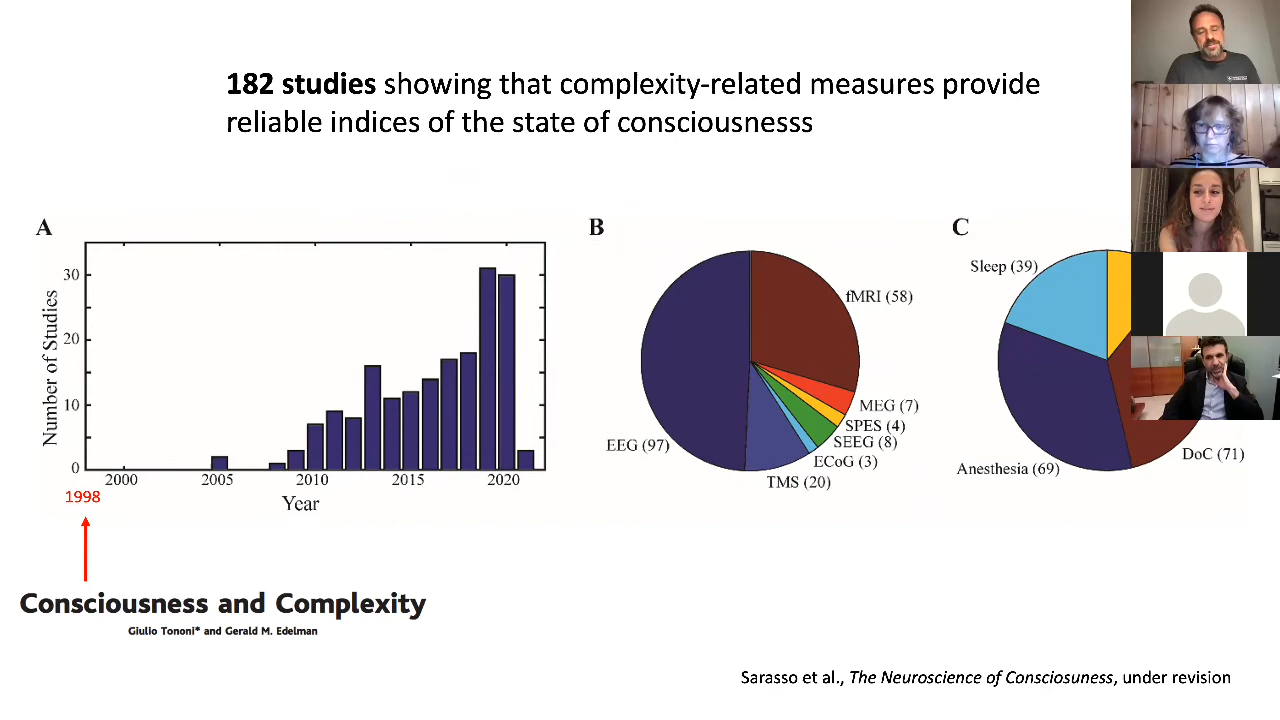 182 studies showing that complexity-related measures provide
reliable indices of the state of consciousnesss
A
B
C
Number of Studies
30
20
10
0
2000
2005
2010
2015
2020
1998
Year
fMRI (58)
MEG (7)
SPES (4)
SEEG (8)
ECoG (3)
TMS (20)
EEG (97)
Sleep (39)
Anesthesia (69)
DoC (71)
Consciousness and Complexity
Giulio Tononi* and Gerald M. Edelman
Sarasso et al., The Neuroscience of Consciosuness, under revision